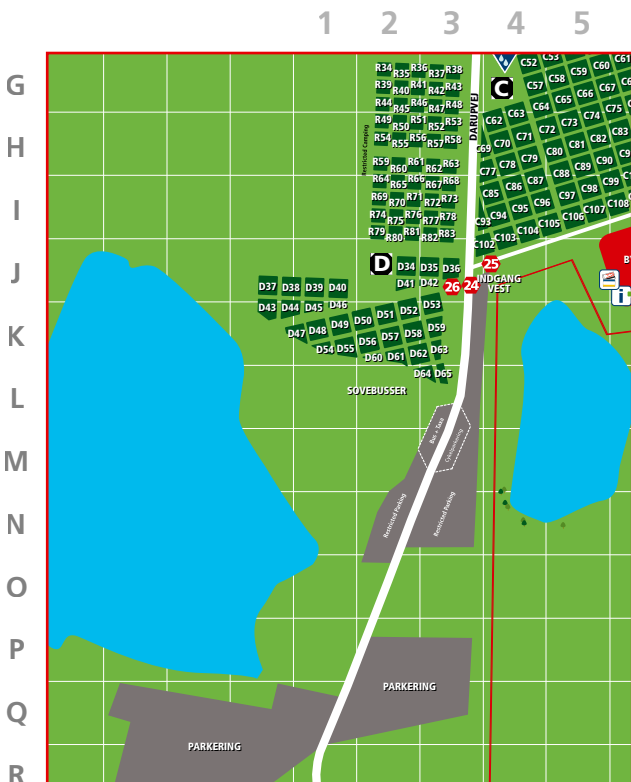 1 2 3 4 5
G
H
I
J
K
L
M
N
O
P
Q
R
R34 R35 R36 R37 R38
R39 R40 R41 R42 R43
R44 R45 R46 R47 R48
R49 R50 R51 R52 R53
R54 R55 R56 R57 R58
R59 R60 R61 R62 R63
R64 R65 R66 R67 R68
R69 R70 R71 R72 R73
R74 R75 R76 R77 R78
R79 R80 R81 R82 R83
Restricted Camping
DARUPVEJ
C
C52 C53 C60 C61
C57 C58 C59 C67
C62 C63 C64 C65 C66 C75
C69 C70 C71 C72 C73 C74 C83
C77 C78 C79 C80 C81 C82 C90
C85 C86 C87 C88 C89 C99
C93 C94 C95 C96 C97 C98
C102 C103 C104 C105 C106 C107 C108
D
D34 D35 D36
D41 D42
D37 D38 D39 D40
D43 D44 D45 D46
D47 D48 D49 D50 D51 D52 D53
D54 D55 D56 D57 D58 D59
D60 D61 D62 D63
D64 D65
25
26 24
INDGANG
VEST
SOVEBUSSER
Bus + Taxi
Cykelparkering
Restricted Parking
Restricted Parking
PARKERING
PARKERING